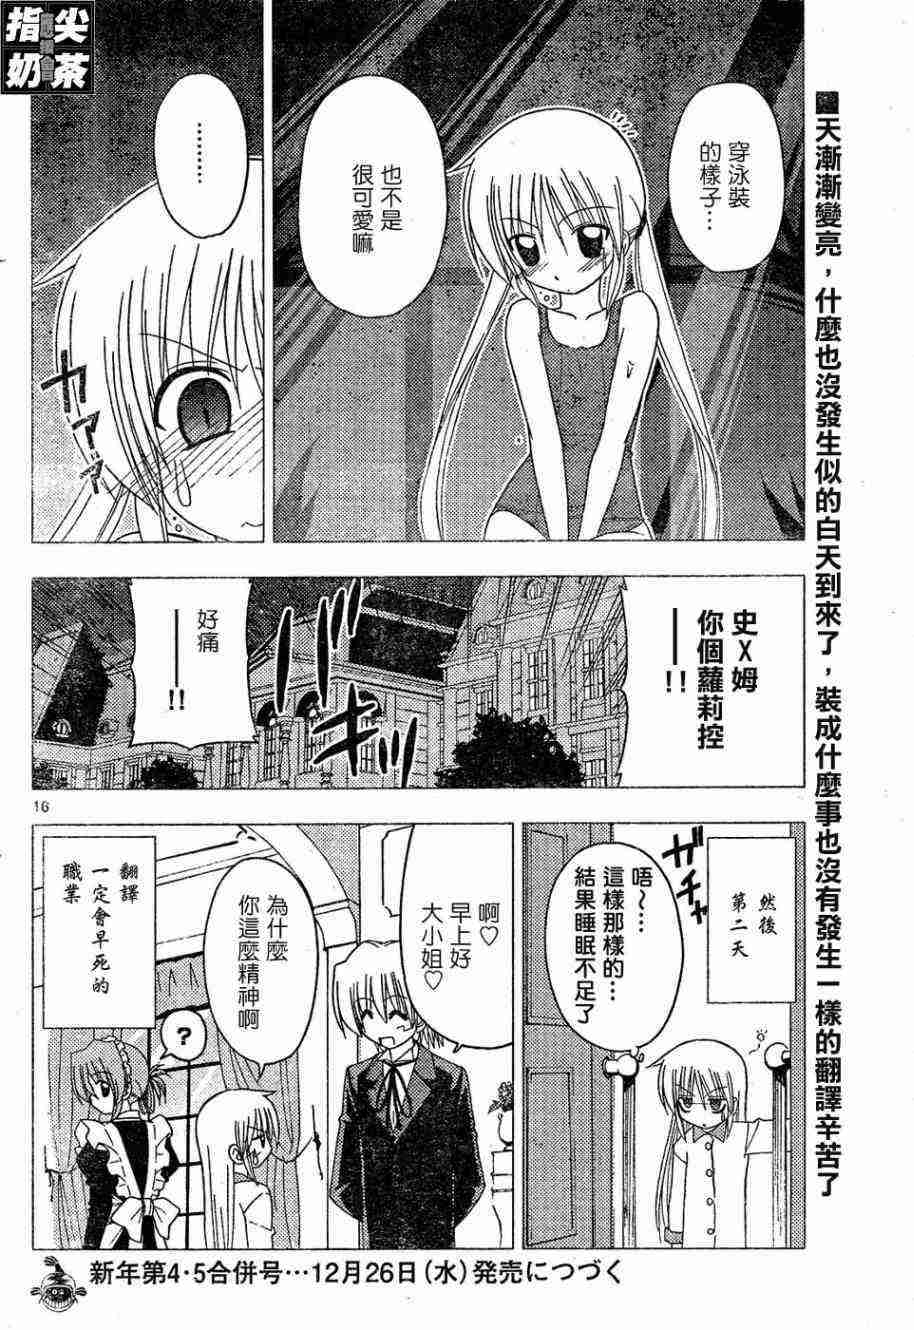 指尖
奶茶
■天漸漸變亮，什麼也沒發生似的白天到來了，裝成什麼事也沒有發生一樣的翻譯辛苦了
穿泳裝
的樣子…
也不是
很可愛嘛
………
カァァッ
史X姆
你個蘿莉控
——!!
ドキドキ
好痛
——!!
16
然後
第二天
ガチャ
唔～…
這樣那樣的…
結果睡眠不足了
啊♡
早上好
大小姐♡
為什麼
你這麼精神啊
?
翻譯
一定會早死的
職業
新年第4・5合併号…12月26日(水)発売につづく